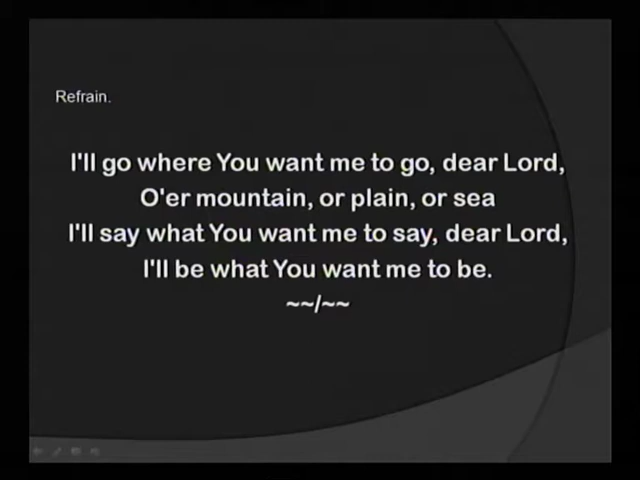 Refrain.
I'll go where You want me to go, dear Lord,
O'er mountain, or plain, or sea
I'll say what You want me to say, dear Lord,
I'll be what You want me to be.
~~/~~